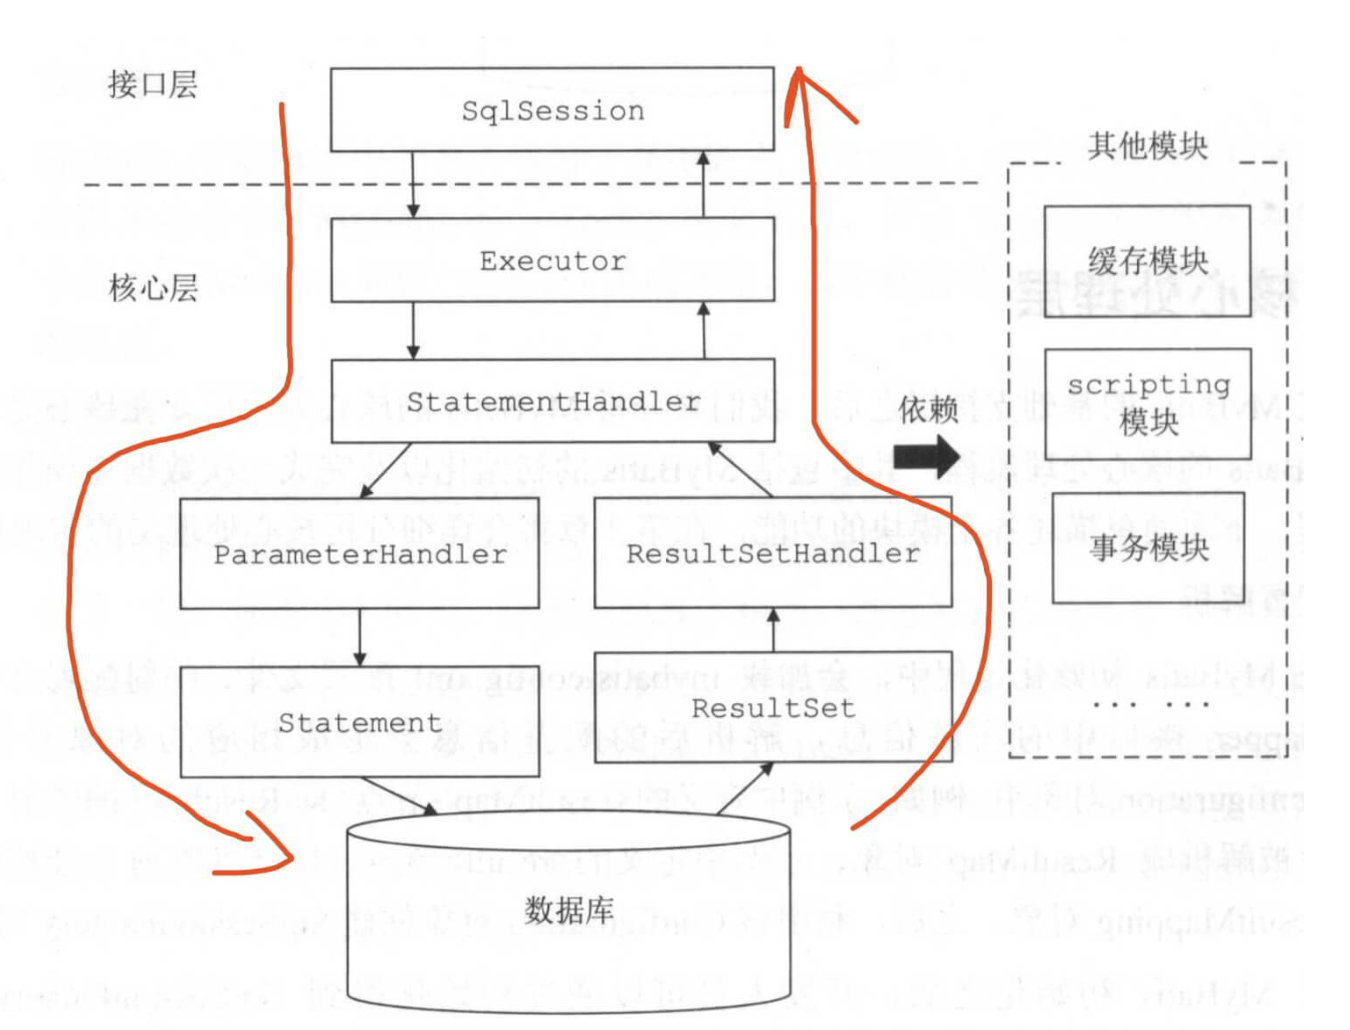 接口层
SqlSession
其他模块
Executor
缓存模块
核心层
scripting
模块
StatementHandler
依赖
事务模块
ParameterHandler
ResultSetHandler
Statement
ResultSet
... ...
数据库